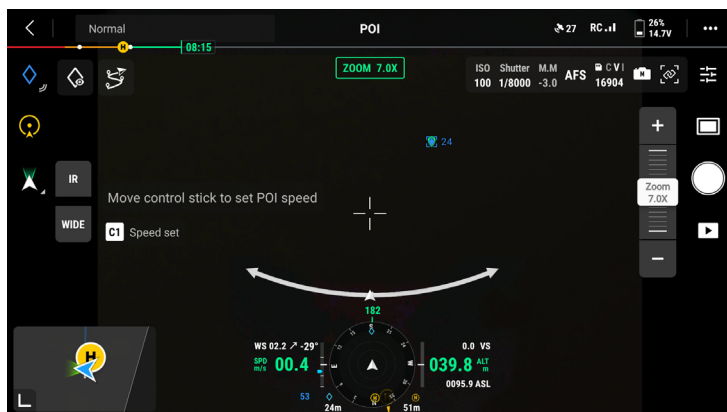 Normal
POI
27 RC 26%
14.7V
H
08:15
ZOOM 7.0X
ISO Shutter M.M AFS C V I
100 1/8000 -3.0 16904
M
24
+
IR
Zoom
7.0X
Move control stick to set POI speed
WIDE
C1 Speed set
−
182
WS 02.2 ↗ -29°
0.0 VS
SPD
m/s
00.4
039.8 ALT
m
0095.9 ASL
H
E
W
53
24m
H
51m